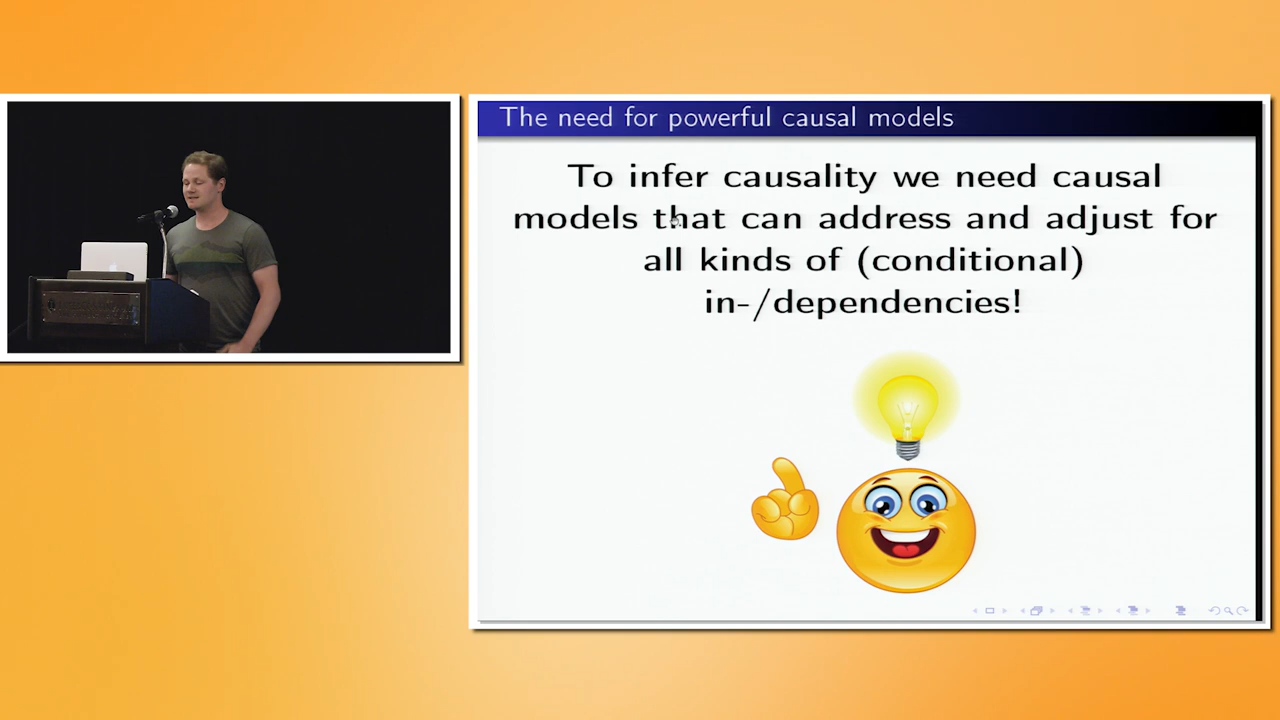 The need for powerful causal models
To infer causality we need causal
models that can address and adjust for
all kinds of (conditional)
in-/dependencies!